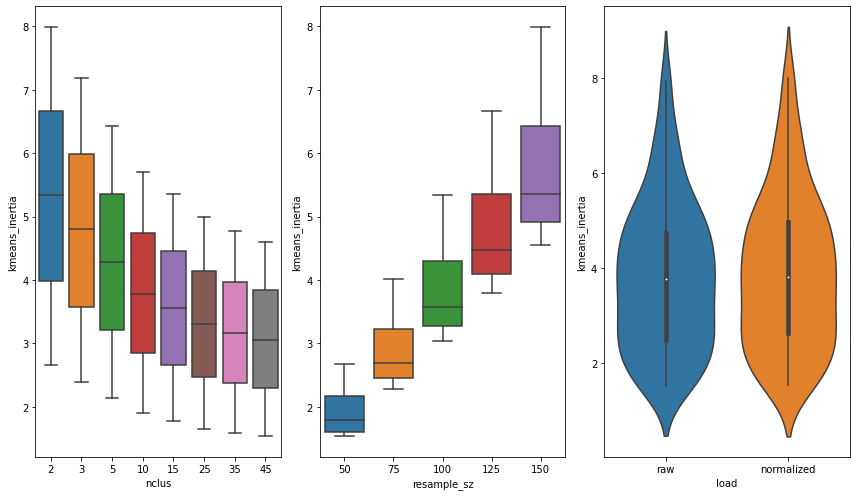 8
7
6
5
4
3
2
kmeans_inertia
2 3 5 10 15 25 35 45
nclus
8
7
6
5
4
3
2
kmeans_inertia
50 75 100 125 150
resample_sz
8
6
4
2
kmeans_inertia
raw normalized
load